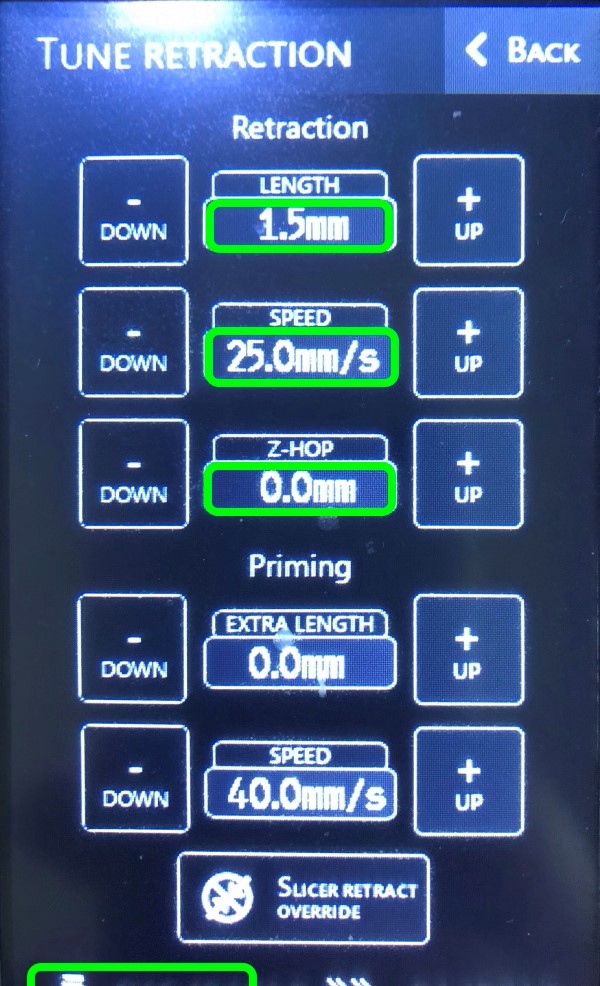 TUNE RETRACTION
BACK
Retraction
LENGTH
- DOWN
1.5mm
+ UP
SPEED
- DOWN
25.0mm/s
+ UP
Z-HOP
- DOWN
0.0mm
+ UP
Priming
EXTRA LENGTH
- DOWN
0.0mm
+ UP
SPEED
- DOWN
40.0mm/s
+ UP
SLICER RETRACT
OVERRIDE